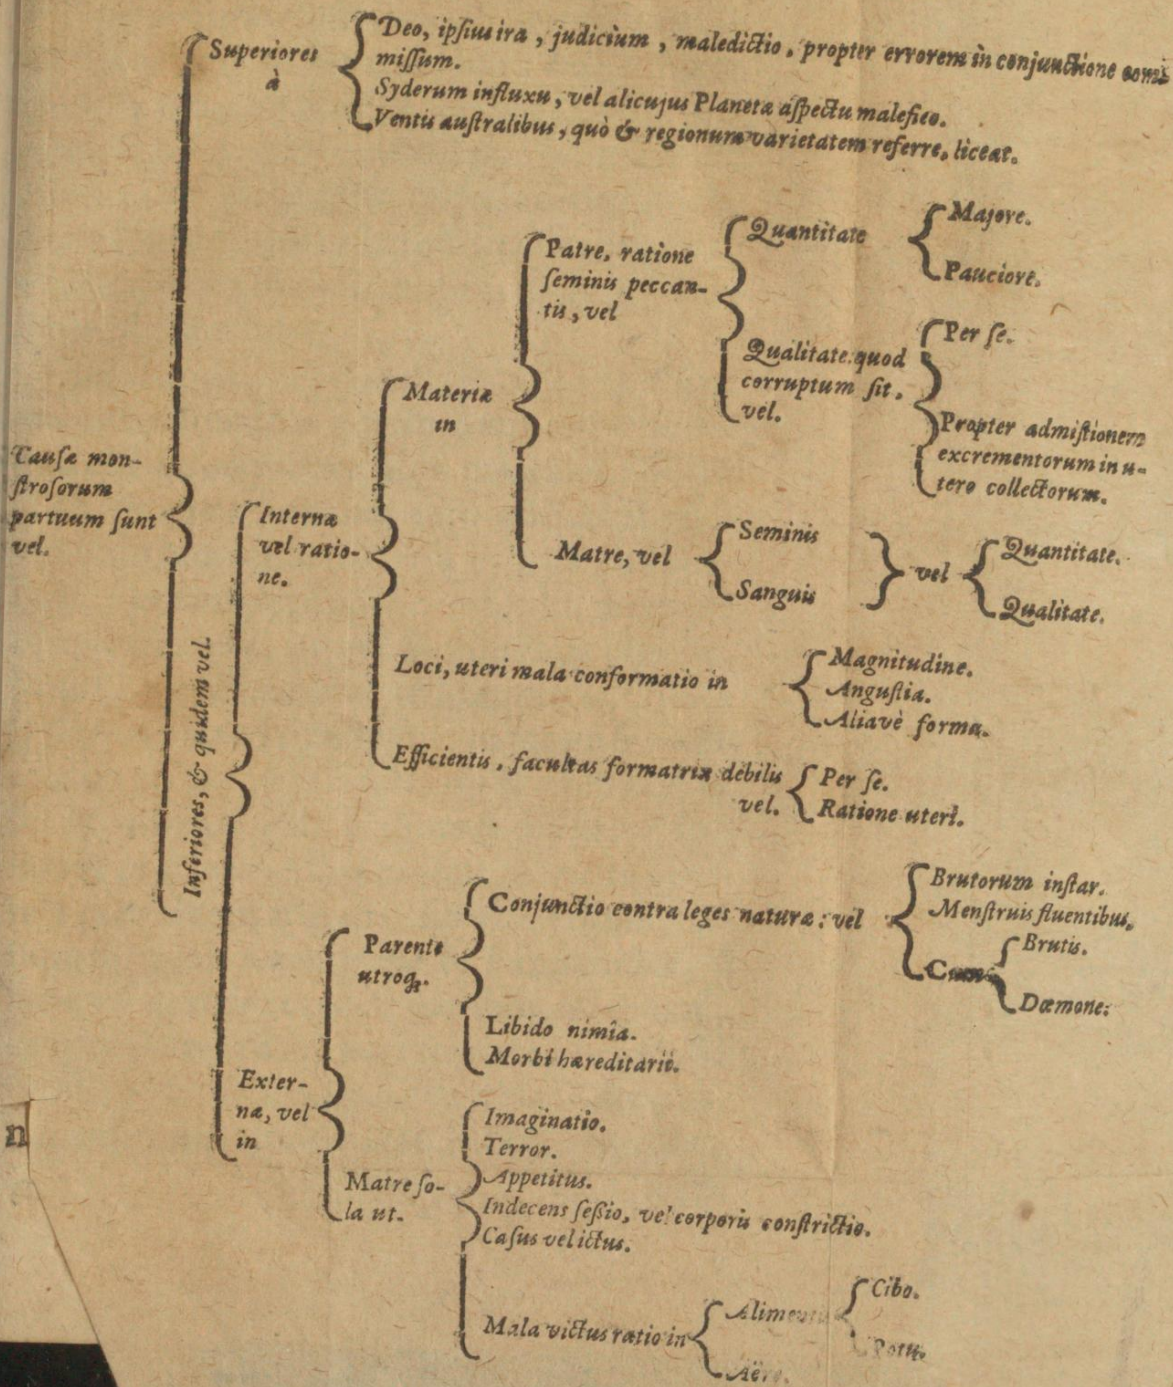 Superiores
à
Deo, ipſius ira, judicium, maledictio, propter errorem in conjunctione comi
miſſum.
Syderum influxu, vel alicujus Planetæ aſpectu malefico.
Ventis auſtralibus, quò & regionum varietatem referre, liceat.
Cauſæ mon-
ſtroſorum
partuum ſunt
vel.
Inferiores, & quidem vel.
Internæ
vel ratio-
ne.
Materiæ
in
Patre, ratione
ſeminis peccan-
tis, vel
Quantitate
Majore.
Pauciore.
Qualitate quod
corruptum ſit,
vel.
Per ſe.
Propter admiſtionem
excrementorum in u-
tero collectorum.
Matre, vel
Seminis
Sanguis
vel
Quantitate.
Qualitate.
Loci, uteri mala conformatio in
Magnitudine.
Anguſtia.
Aliavè forma.
Efficientis, facultas formatrix debilis
vel.
Per ſe.
Ratione uteri.
Exter-
næ, vel
in
Parente
utroq;.
Conjunctio contra leges naturæ: vel
Brutorum inſtar.
Menſtruis fluentibus.
Cum
Brutis.
Dæmone.
Libido nimia.
Morbi hæreditarii.
Matre ſo-
la ut.
Imaginatio.
Terror.
Appetitus.
Indecens ſeßio, vel corporis conſtrictio.
Caſus vel ictus.
Mala victus ratio in
Cibo.
Potu.
Aëre.
n